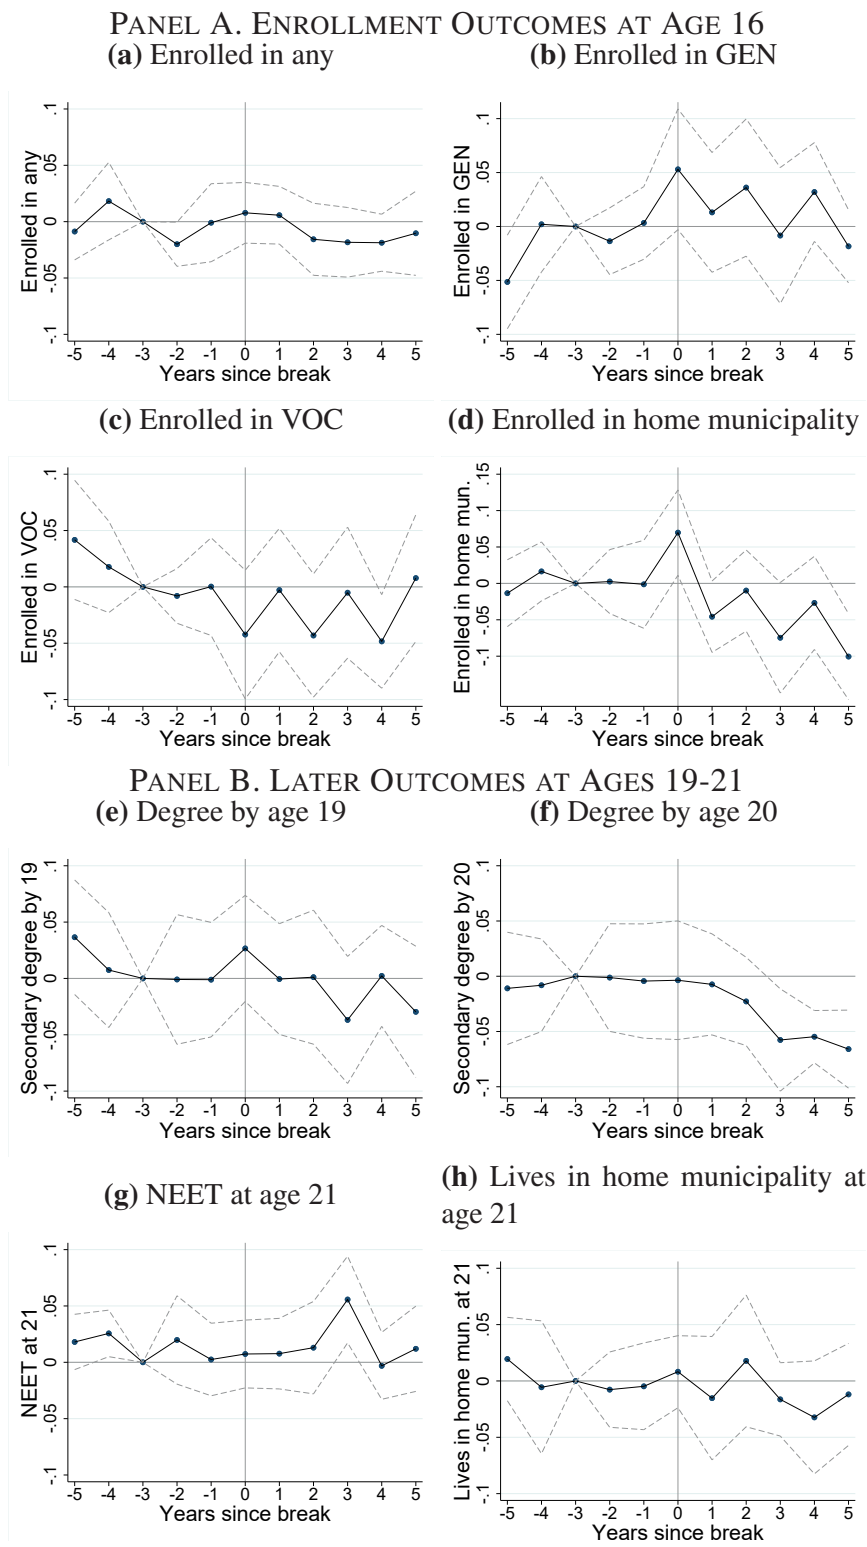 PANEL A. ENROLLMENT OUTCOMES AT AGE 16
(a) Enrolled in any
(b) Enrolled in GEN
Enrolled in any
.1
.05
0
-.05
-.1
-5 -4 -3 -2 -1 0 1 2 3 4 5
Years since break
Enrolled in GEN
.1
.05
0
-.05
-.1
-5 -4 -3 -2 -1 0 1 2 3 4 5
Years since break
(c) Enrolled in VOC
(d) Enrolled in home municipality
Enrolled in VOC
.1
.05
0
-.05
-.1
-5 -4 -3 -2 -1 0 1 2 3 4 5
Years since break
Enrolled in home mun.
.15
.1
.05
0
-.05
-.1
-5 -4 -3 -2 -1 0 1 2 3 4 5
Years since break
PANEL B. LATER OUTCOMES AT AGES 19-21
(e) Degree by age 19
(f) Degree by age 20
Secondary degree by 19
.1
.05
0
-.05
-.1
-5 -4 -3 -2 -1 0 1 2 3 4 5
Years since break
Secondary degree by 20
.1
.05
0
-.05
-.1
-5 -4 -3 -2 -1 0 1 2 3 4 5
Years since break
(g) NEET at age 21
(h) Lives in home municipality at
age 21
NEET at 21
.1
.05
0
-.05
-.1
-5 -4 -3 -2 -1 0 1 2 3 4 5
Years since break
Lives in home mun. at 21
.1
.05
0
-.05
-.1
-5 -4 -3 -2 -1 0 1 2 3 4 5
Years since break